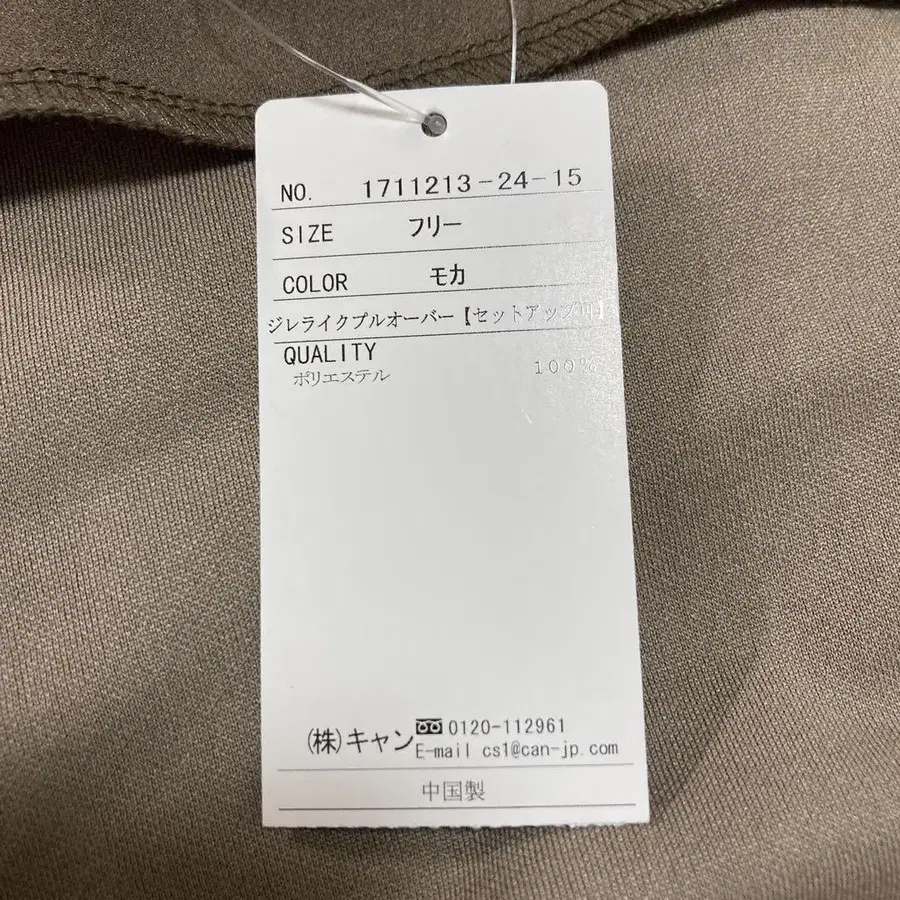 NO. 1711213-24-15
SIZE フリー
COLOR モカ
ジレライクプルオーバー【セットアップ可】
QUALITY
ポリエステル 100%
(株)キャン 0120-112961
E-mail cs1@can-jp.com
中国製